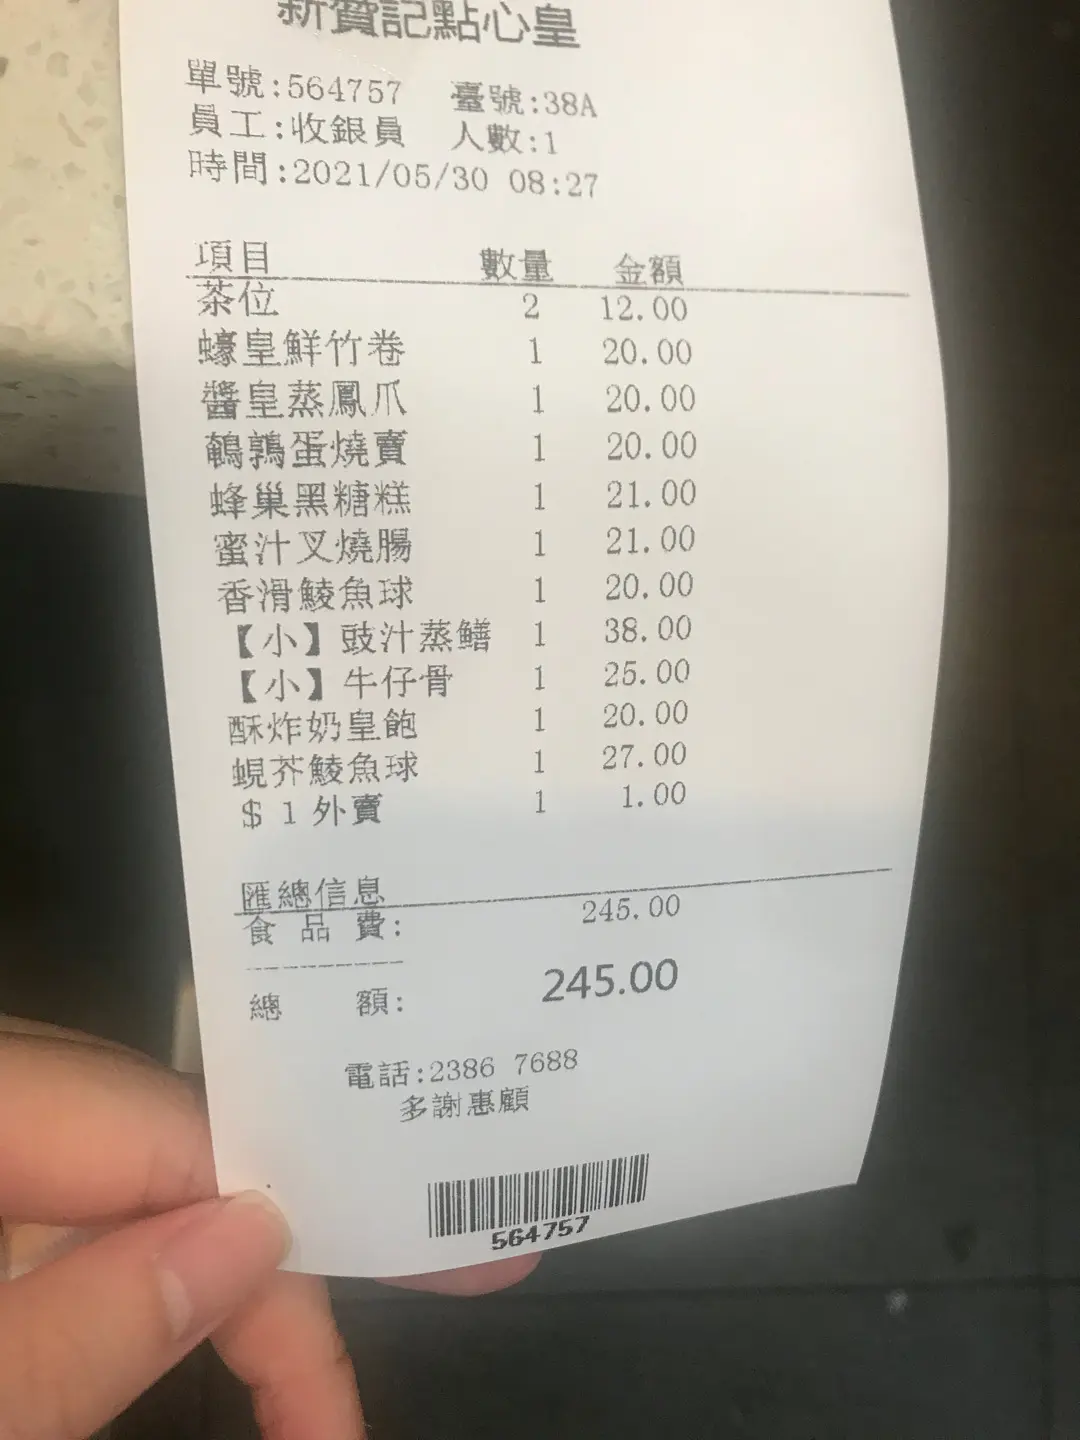 新寶記點心皇
單號:564757 臺號:38A
員工:收銀員 人數:1
時間:2021/05/30 08:27
項目 數量 金額
茶位 2 12.00
蠔皇鮮竹卷 1 20.00
醬皇蒸鳳爪 1 20.00
鵪鶉蛋燒賣 1 20.00
蜂巢黑糖糕 1 21.00
蜜汁叉燒腸 1 21.00
香滑鯪魚球 1 20.00
【小】豉汁蒸鱔 1 38.00
【小】牛仔骨 1 25.00
酥炸奶皇飽 1 20.00
蜆芥鯪魚球 1 27.00
$1外賣 1 1.00
匯總信息
食品費: 245.00
總額: 245.00
電話:2386 7688
多謝惠顧
564757